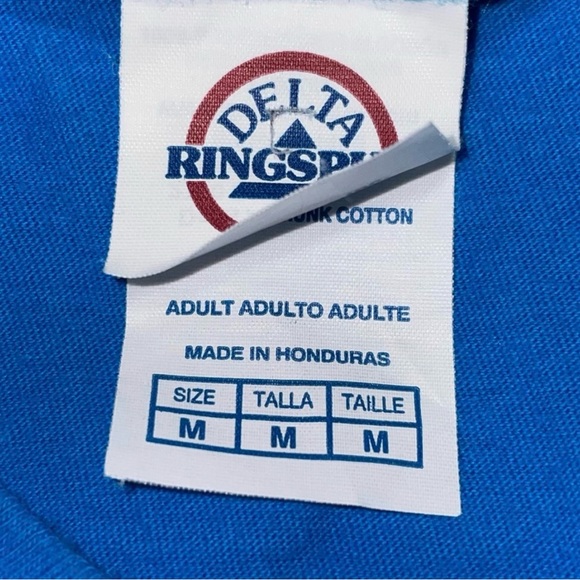 DELTA
COTTON
ADULT ADULTO ADULTE
MADE IN HONDURAS
SIZE TALLA TAILLE
M M M